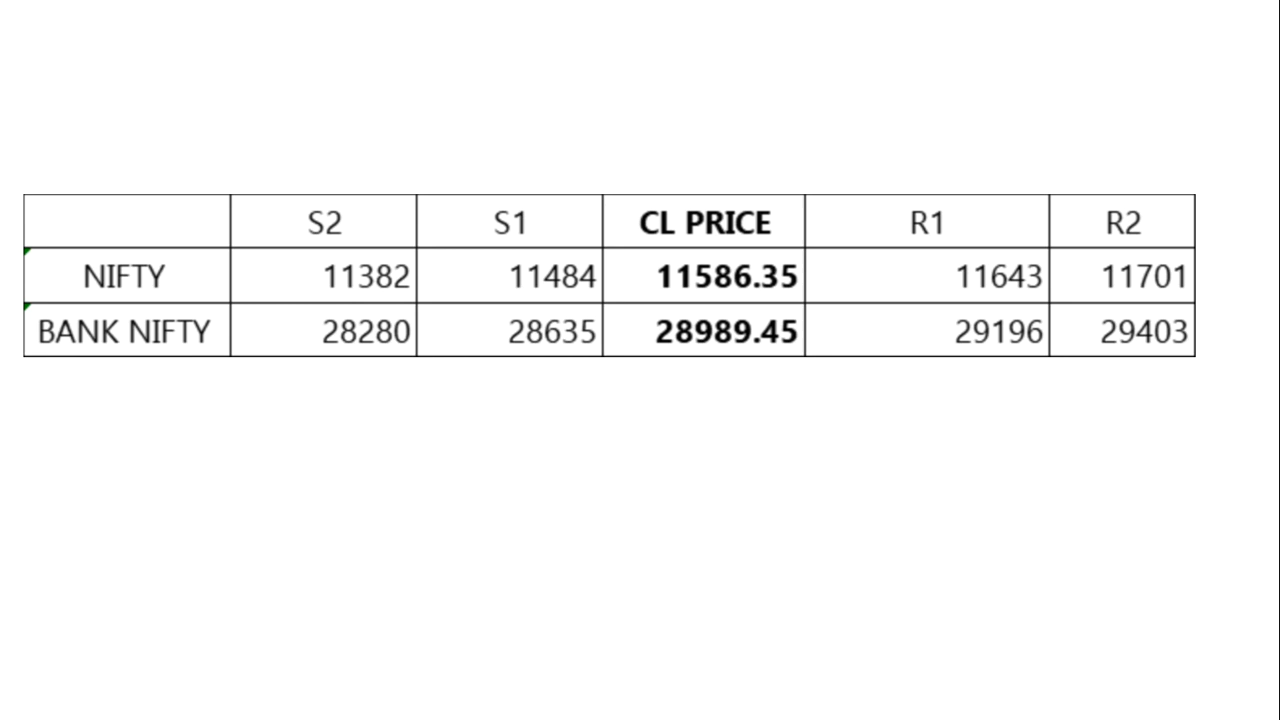 S2 S1 CL PRICE R1 R2
NIFTY 11382 11484 11586.35 11643 11701
BANK NIFTY 28280 28635 28989.45 29196 29403